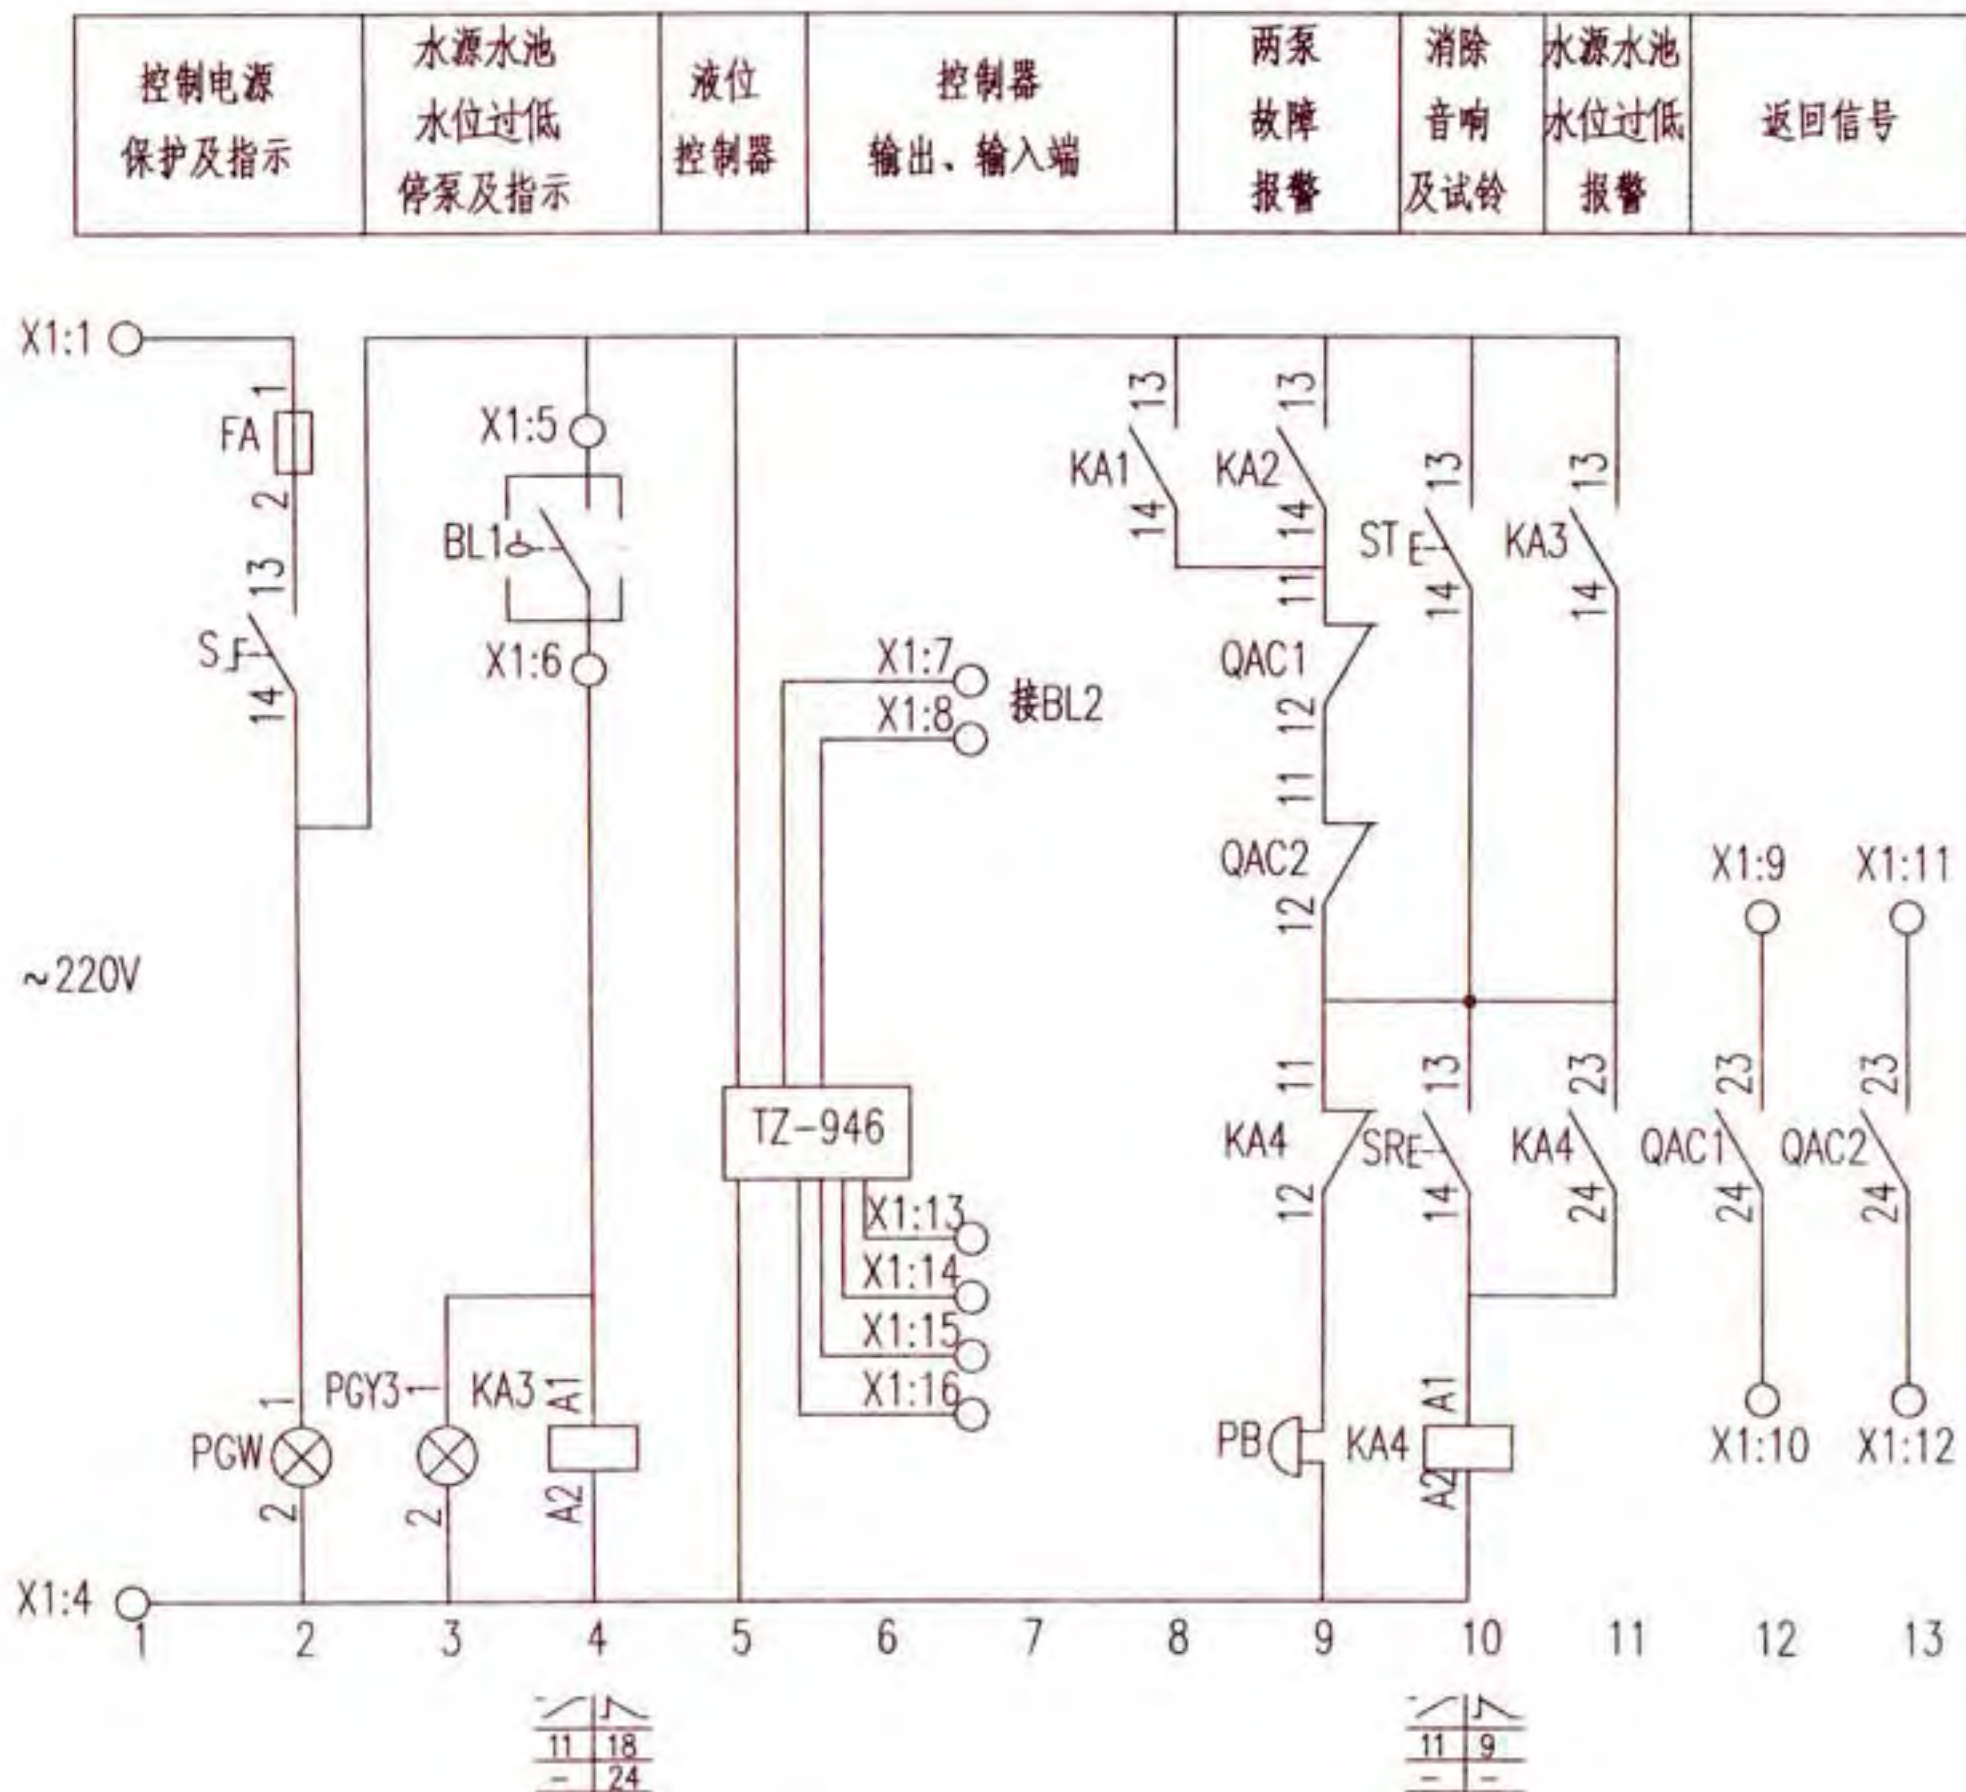 控制电源
保护及指示
水源水池
水位过低
停泵及指示
液位
控制器
控制器
输出、输入端
两泵
故障
报警
消除
音响
及试铃
水源水池
水位过低
报警
返回信号
X1:1
1
FA
2
13
S
14
X1:5
BL1
X1:6
X1:7
X1:8
接BL2
13
KA1
14
13
KA2
14
13
ST
14
13
KA3
14
11
QAC1
12
11
QAC2
12
~220V
X1:9
X1:11
TZ-946
11
KA4
12
13
SR
14
23
KA4
24
23
QAC1
24
23
QAC2
24
X1:13
X1:14
X1:15
X1:16
1
PGW
2
PGY3
1
2
KA3
A1
A2
PB
KA4
A1
A2
X1:10
X1:12
X1:4
1 2 3 4 5 6 7 8 9 10 11 12 13
11 18
- 24
11 9
- -